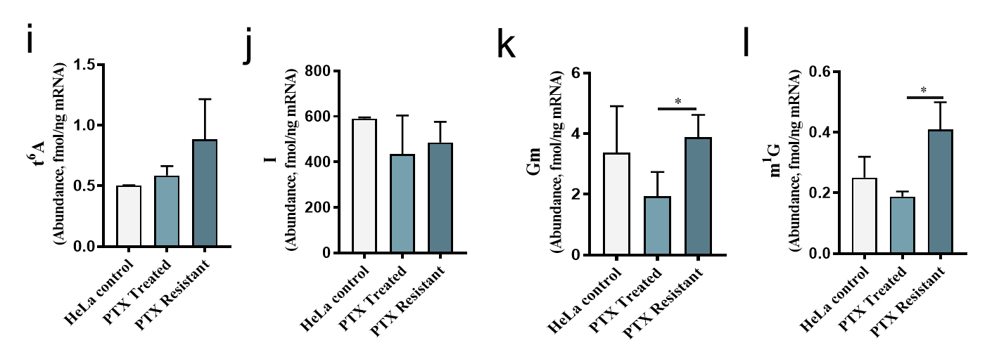 i
t⁶A
(Abundance, fmol/ng mRNA)
1.5
1.0
0.5
0.0
HeLa control
PTX Treated
PTX Resistant
j
I
(Abundance, fmol/ng mRNA)
800
600
400
200
0
HeLa control
PTX Treated
PTX Resistant
k
Gm
(Abundance, fmol/ng mRNA)
6
4
2
0
*
HeLa control
PTX Treated
PTX Resistant
l
m¹G
(Abundance, fmol/ng mRNA)
0.6
0.4
0.2
0.0
*
HeLa control
PTX Treated
PTX Resistant